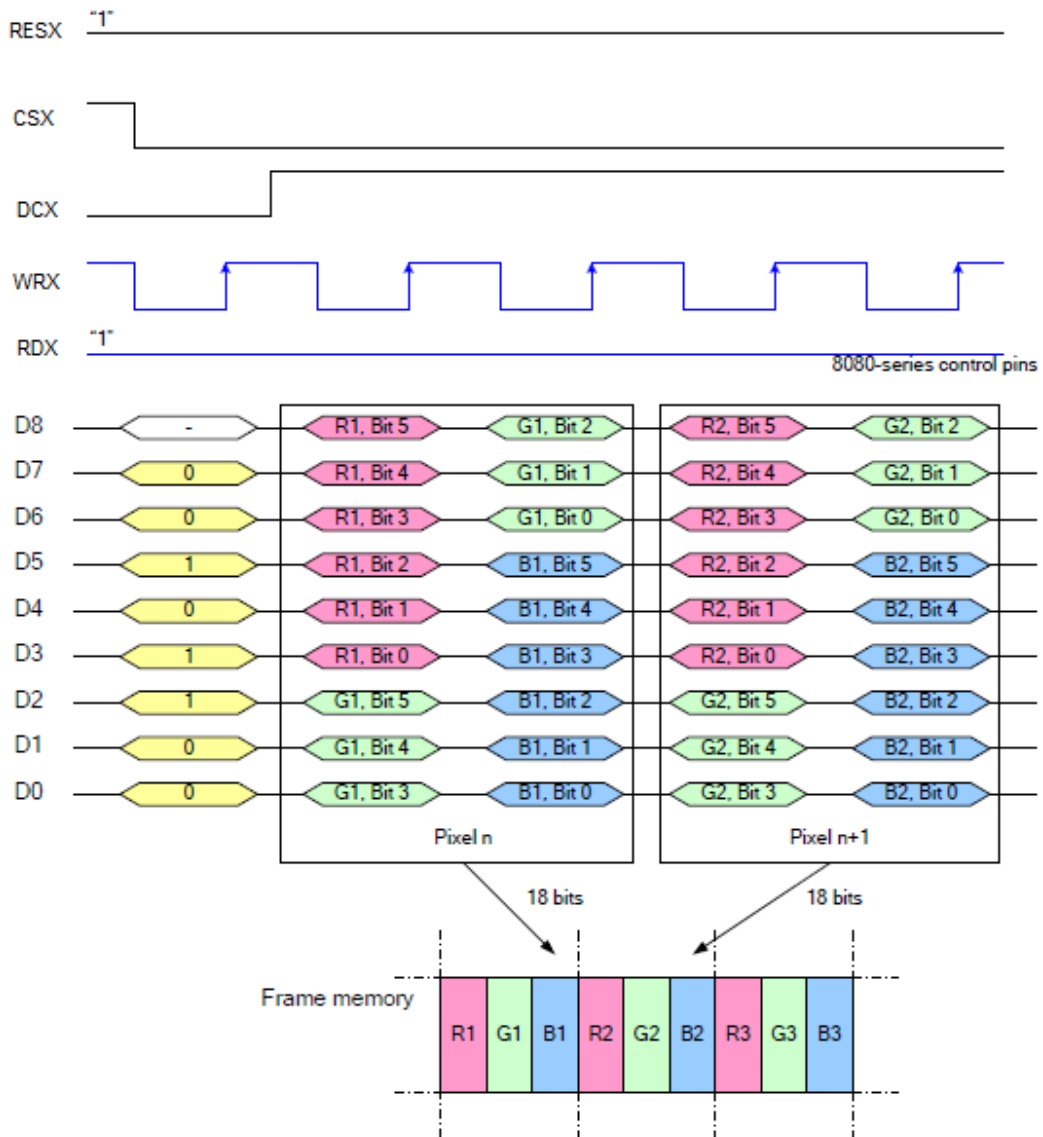 RESX "1"
CSX
DCX
WRX
RDX "1"
8080-series control pins
D8 - R1, Bit 5 G1, Bit 2 R2, Bit 5 G2, Bit 2
D7 0 R1, Bit 4 G1, Bit 1 R2, Bit 4 G2, Bit 1
D6 0 R1, Bit 3 G1, Bit 0 R2, Bit 3 G2, Bit 0
D5 1 R1, Bit 2 B1, Bit 5 R2, Bit 2 B2, Bit 5
D4 0 R1, Bit 1 B1, Bit 4 R2, Bit 1 B2, Bit 4
D3 1 R1, Bit 0 B1, Bit 3 R2, Bit 0 B2, Bit 3
D2 1 G1, Bit 5 B1, Bit 2 G2, Bit 5 B2, Bit 2
D1 0 G1, Bit 4 B1, Bit 1 G2, Bit 4 B2, Bit 1
D0 0 G1, Bit 3 B1, Bit 0 G2, Bit 3 B2, Bit 0
Pixel n Pixel n+1
18 bits 18 bits
Frame memory
R1 G1 B1 R2 G2 B2 R3 G3 B3